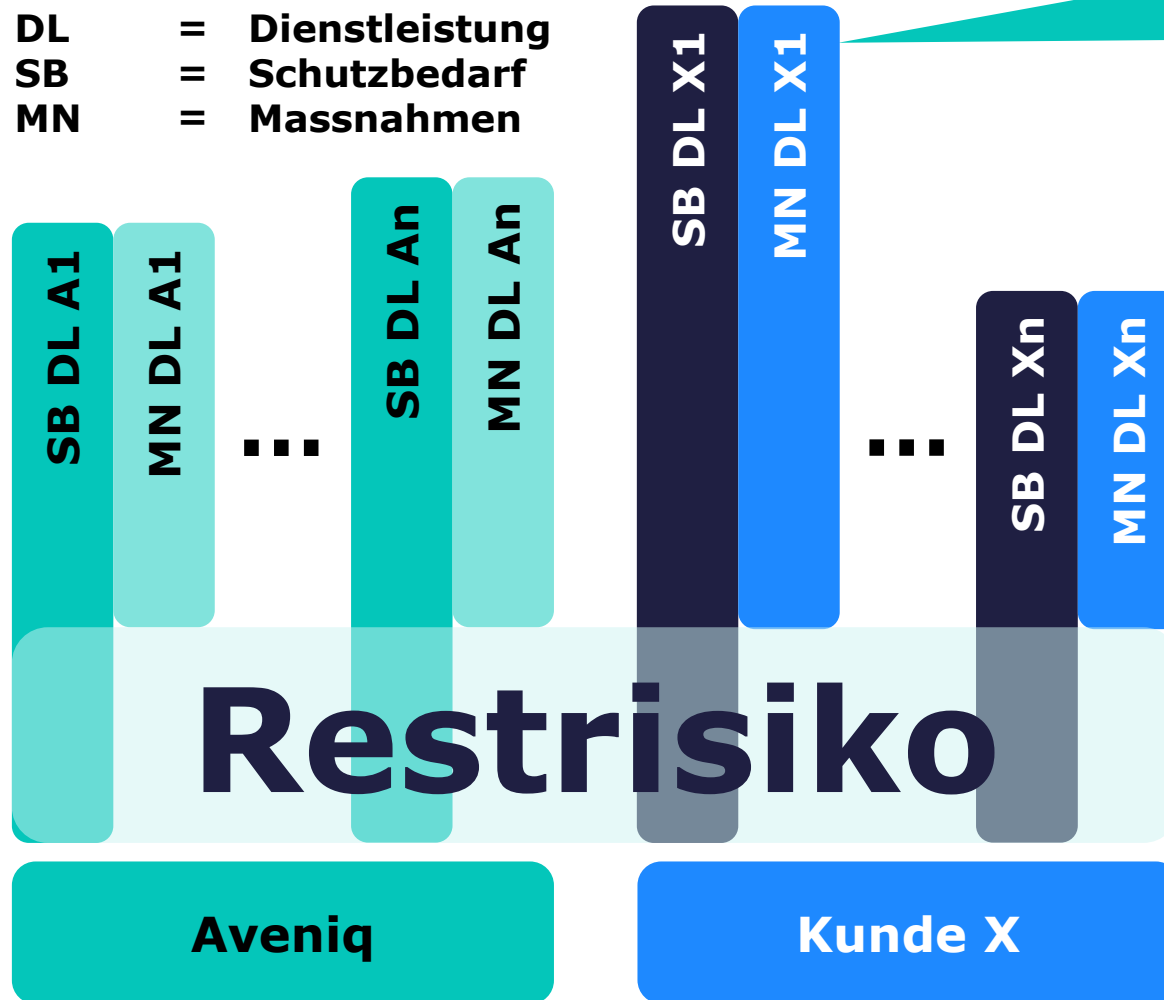 DL = Dienstleistung
SB = Schutzbedarf
MN = Massnahmen
SB DL A1
MN DL A1
...
SB DL An
MN DL An
SB DL X1
MN DL X1
...
SB DL Xn
MN DL Xn
Restrisiko
Aveniq
Kunde X